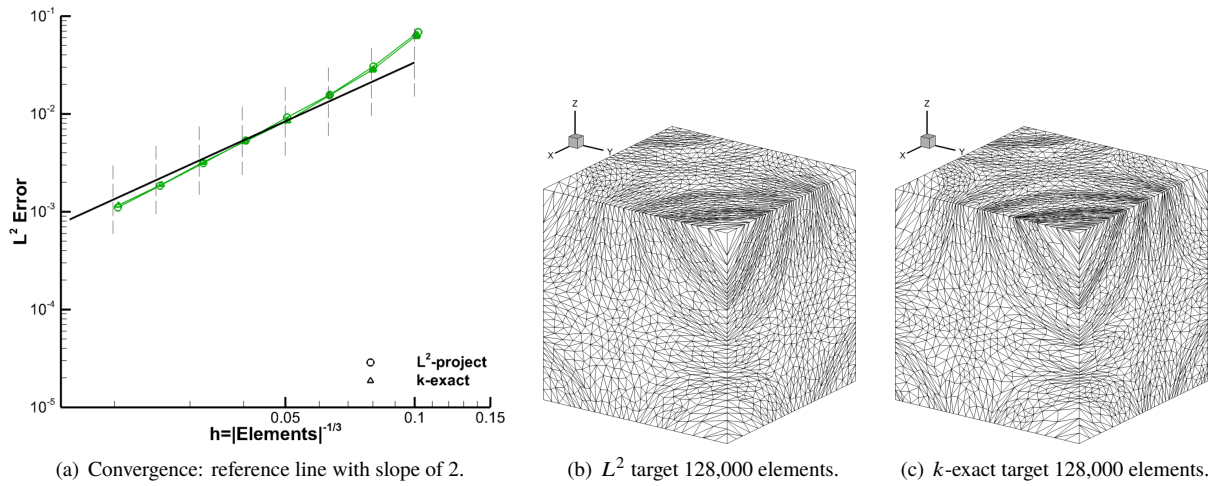 10⁻¹
10⁻²
10⁻³
10⁻⁴
10⁻⁵
L² Error
L²-project
k-exact
0.05
0.1
0.15
h=|Elements|⁻¹/³
Z
X
Y
Z
X
Y
(a) Convergence: reference line with slope of 2.
(b) L² target 128,000 elements.
(c) k-exact target 128,000 elements.